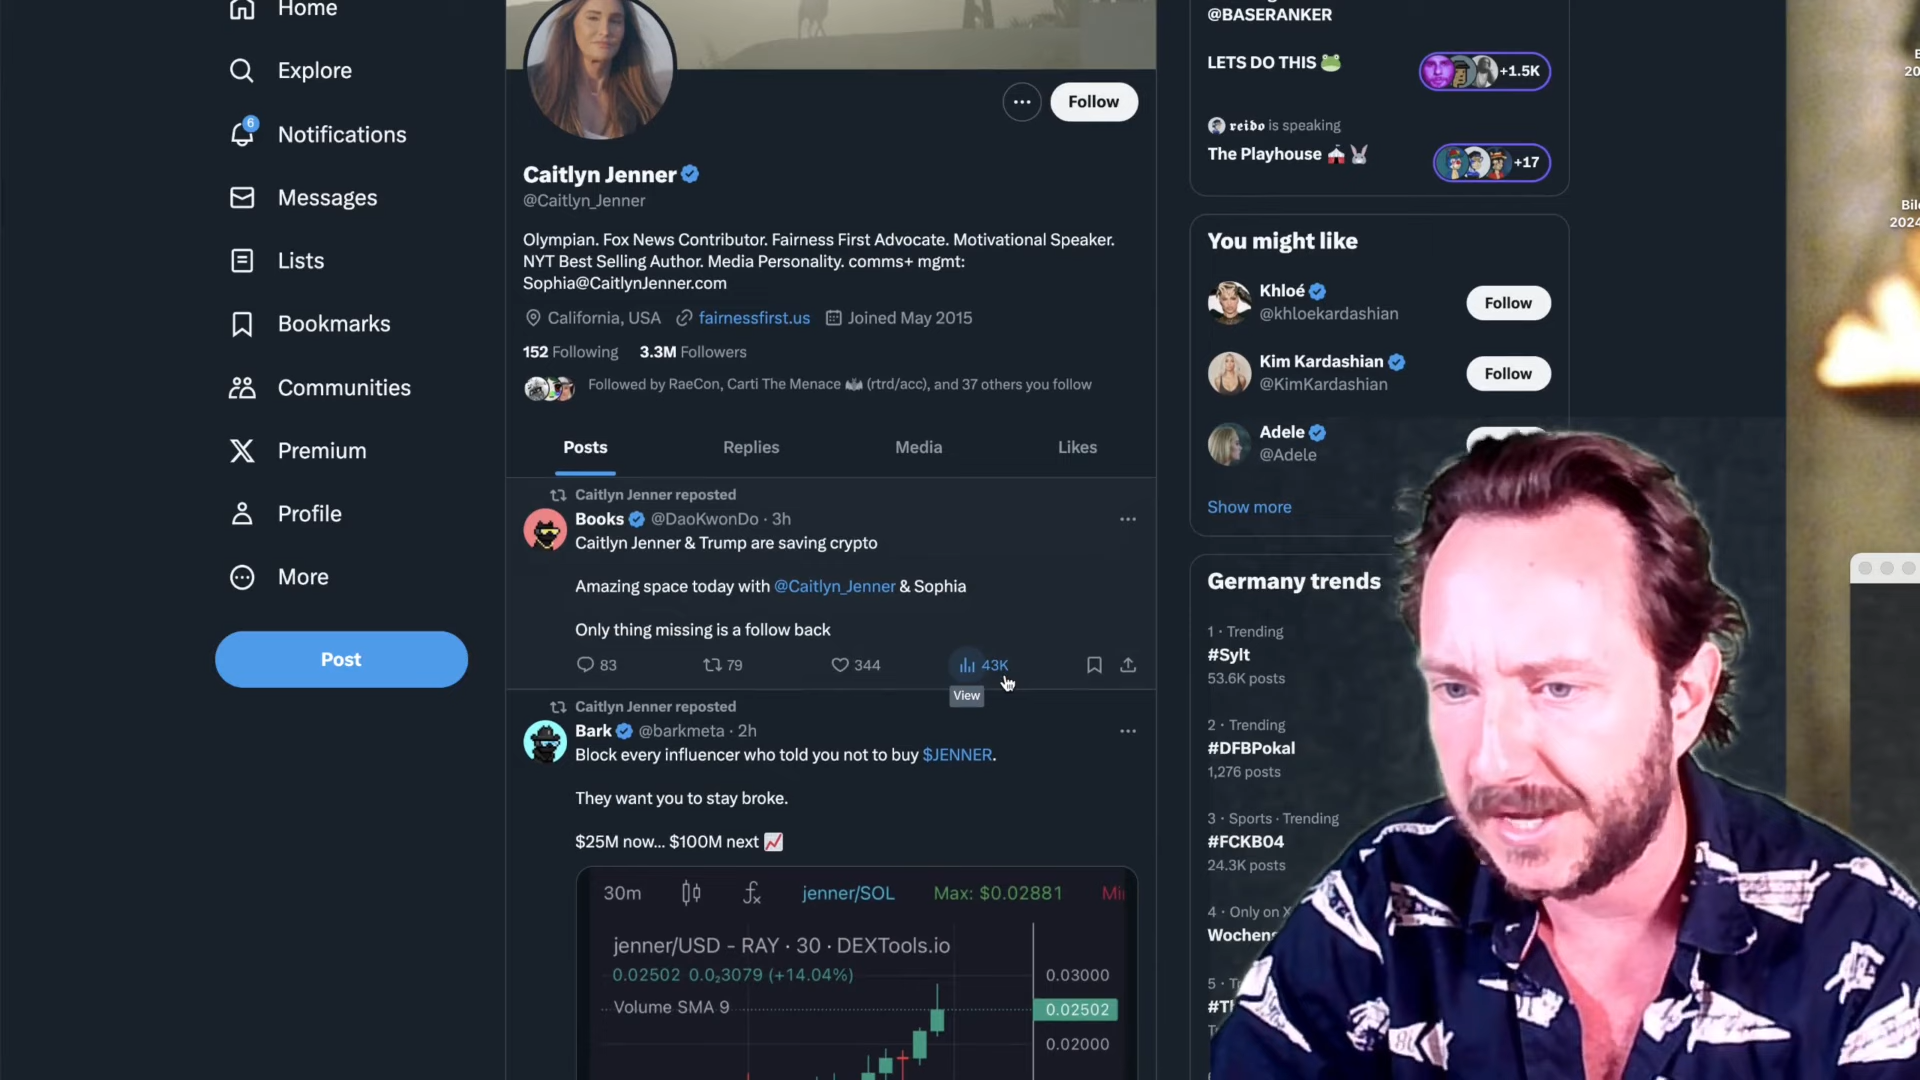 Home
Explore
6
Notifications
Messages
Lists
Bookmarks
Communities
Premium
Profile
More
Post
Follow
Caitlyn Jenner
@Caitlyn_Jenner
Olympian. Fox News Contributor. Fairness First Advocate. Motivational Speaker.
NYT Best Selling Author. Media Personality. comms+ mgmt:
Sophia@CaitlynJenner.com
California, USA fairnessfirst.us Joined May 2015
152 Following 3.3M Followers
Followed by RaeCon, Carti The Menace 🦇 (rtrd/acc), and 37 others you follow
Posts Replies Media Likes
Caitlyn Jenner reposted
Books @DaoKwonDo · 3h
Caitlyn Jenner & Trump are saving crypto
Amazing space today with @Caitlyn_Jenner & Sophia
Only thing missing is a follow back
83 79 344 43K
View
Caitlyn Jenner reposted
Bark @barkmeta · 2h
Block every influencer who told you not to buy $JENNER.
They want you to stay broke.
$25M now... $100M next 📈
30m fx jenner/SOL Max: $0.02881
jenner/USD - RAY · 30 · DEXTools.io
0.02502 0.0₂3079 (+14.04%)
0.03000
Volume SMA 9
0.02502
0.02000
@BASERANKER
LETS DO THIS 🐸
+1.5K
reido is speaking
The Playhouse 🎪 🐰
+17
You might like
Khloé
@khloekardashian
Follow
Kim Kardashian
@KimKardashian
Follow
Adele
@Adele
Show more
Germany trends
1 · Trending
#Sylt
53.6K posts
2 · Trending
#DFBPokal
1,276 posts
3 · Sports · Trending
#FCKB04
24.3K posts
4 · Only on X
5